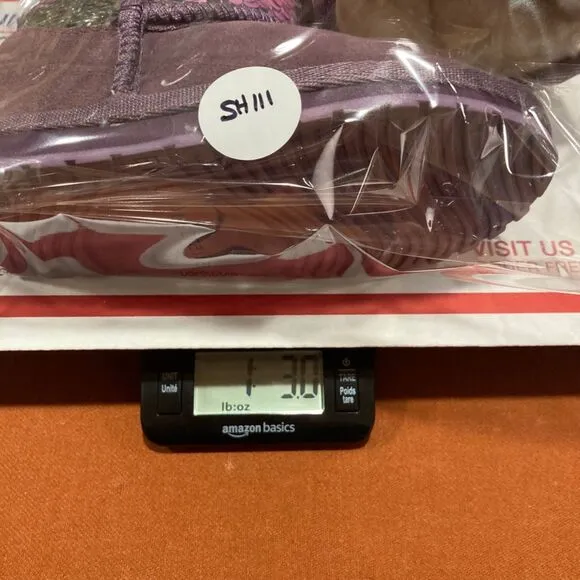 SH111
VISIT US
UNIT
Unité
1: 3.0
lb:oz
TARE
Poids
tare
amazon basics